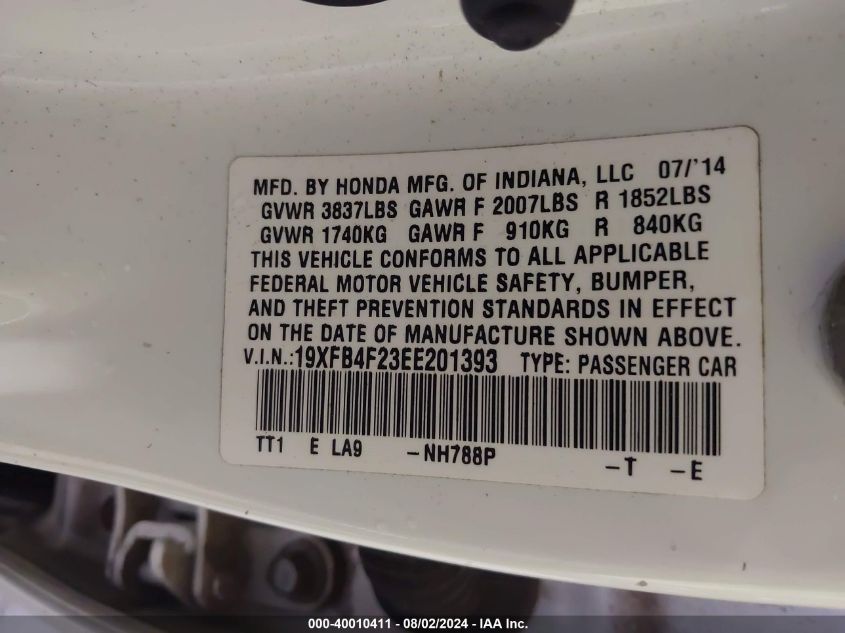 MFD. BY HONDA MFG. OF INDIANA, LLC 07/'14
GVWR 3837LBS GAWR F 2007LBS R 1852LBS
GVWR 1740KG GAWR F 910KG R 840KG
THIS VEHICLE CONFORMS TO ALL APPLICABLE
FEDERAL MOTOR VEHICLE SAFETY, BUMPER,
AND THEFT PREVENTION STANDARDS IN EFFECT
ON THE DATE OF MANUFACTURE SHOWN ABOVE.
V.I.N.:19XFB4F23EE201393 TYPE: PASSENGER CAR
TT1 E LA9 -NH788P -T -E
000-40010411 - 08/02/2024 - IAA Inc.